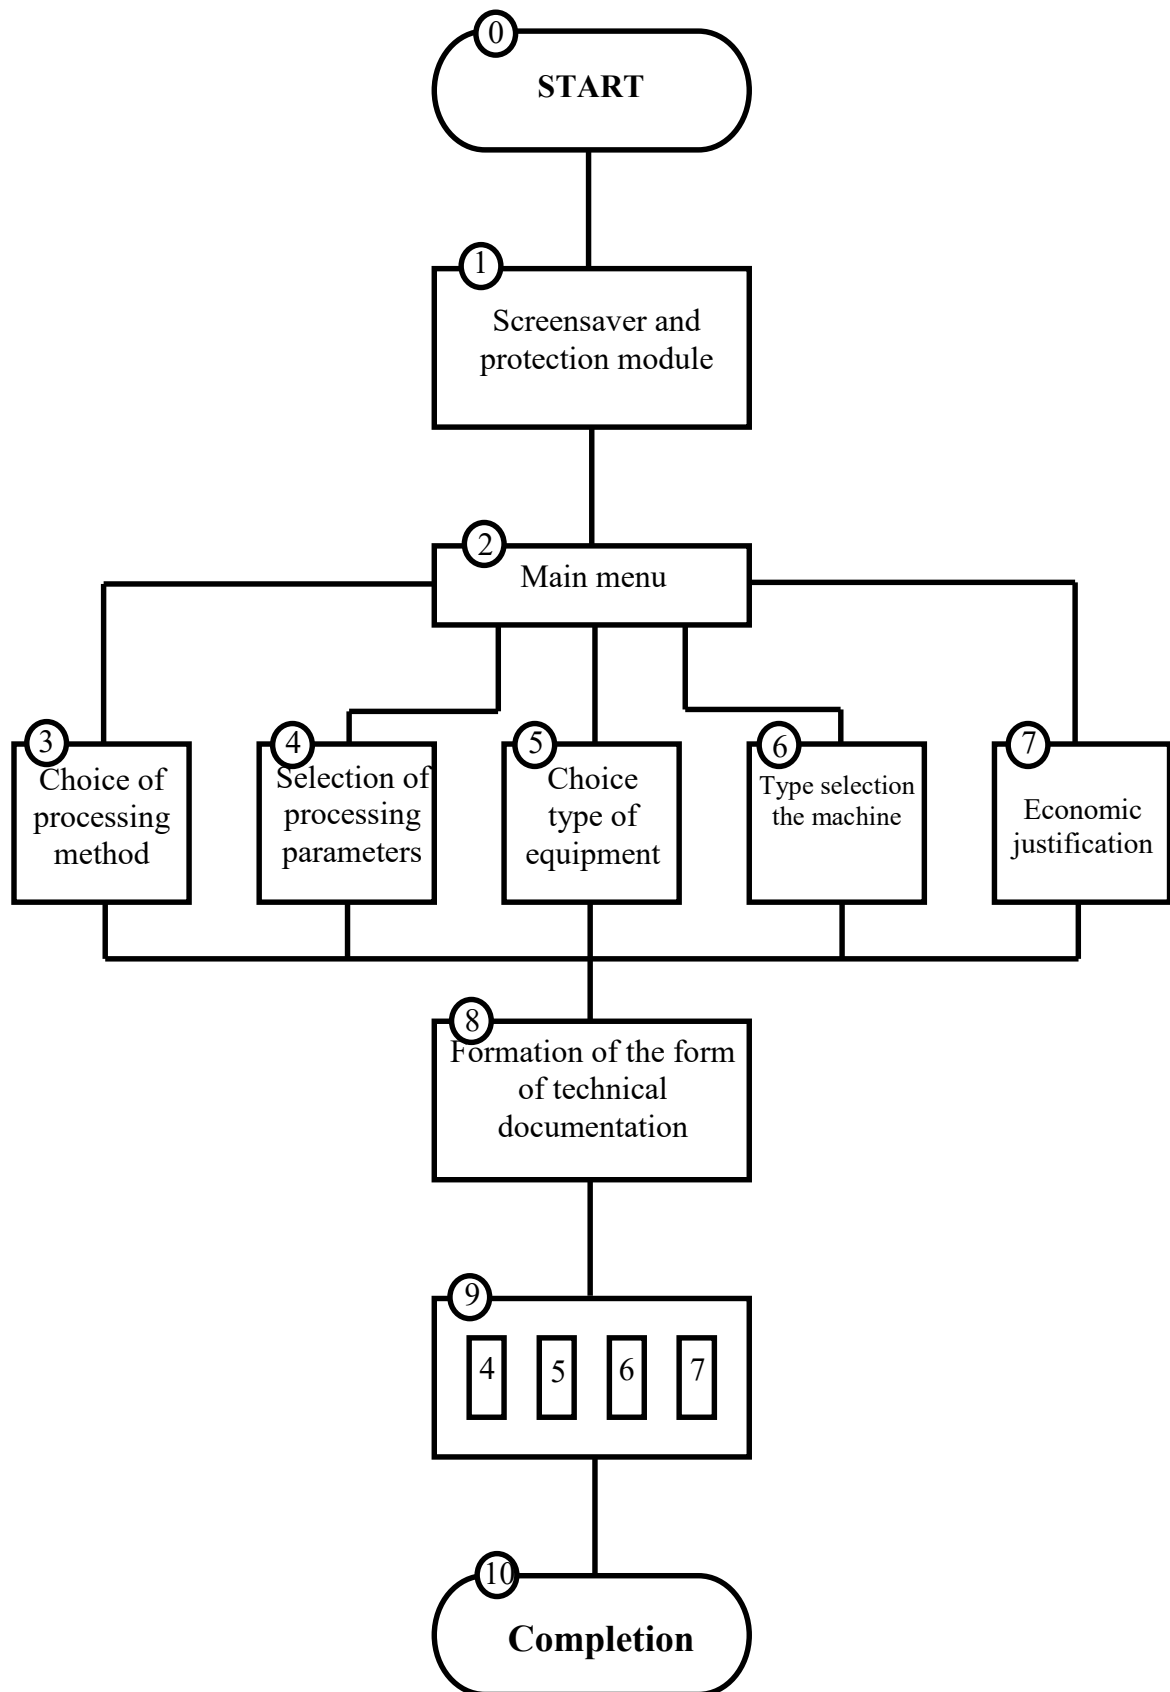 0
START
1
Screensaver and
protection module
2
Main menu
3
Choice of
processing
method
4
Selection of
processing
parameters
5
Choice
type of
equipment
6
Type selection
the machine
7
Economic
justification
8
Formation of the form
of technical
documentation
9
4 5 6 7
10
Completion